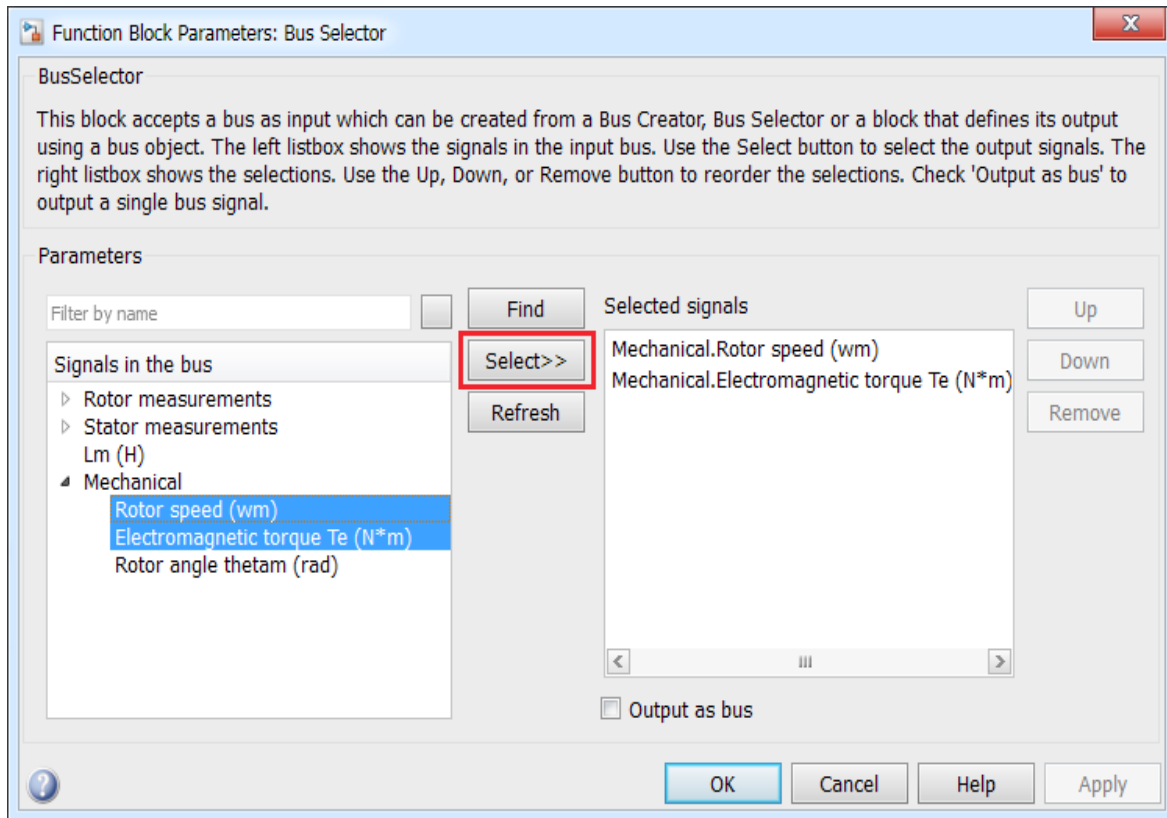 Function Block Parameters: Bus Selector
X
BusSelector
This block accepts a bus as input which can be created from a Bus Creator, Bus Selector or a block that defines its output
using a bus object. The left listbox shows the signals in the input bus. Use the Select button to select the output signals. The
right listbox shows the selections. Use the Up, Down, or Remove button to reorder the selections. Check 'Output as bus' to
output a single bus signal.
Parameters
Filter by name
Find
Select>>
Refresh
Signals in the bus
Rotor measurements
Stator measurements
Lm (H)
Mechanical
Rotor speed (wm)
Electromagnetic torque Te (N*m)
Rotor angle thetam (rad)
Selected signals
Mechanical.Rotor speed (wm)
Mechanical.Electromagnetic torque Te (N*m)
Up
Down
Remove
Output as bus
?
OK
Cancel
Help
Apply